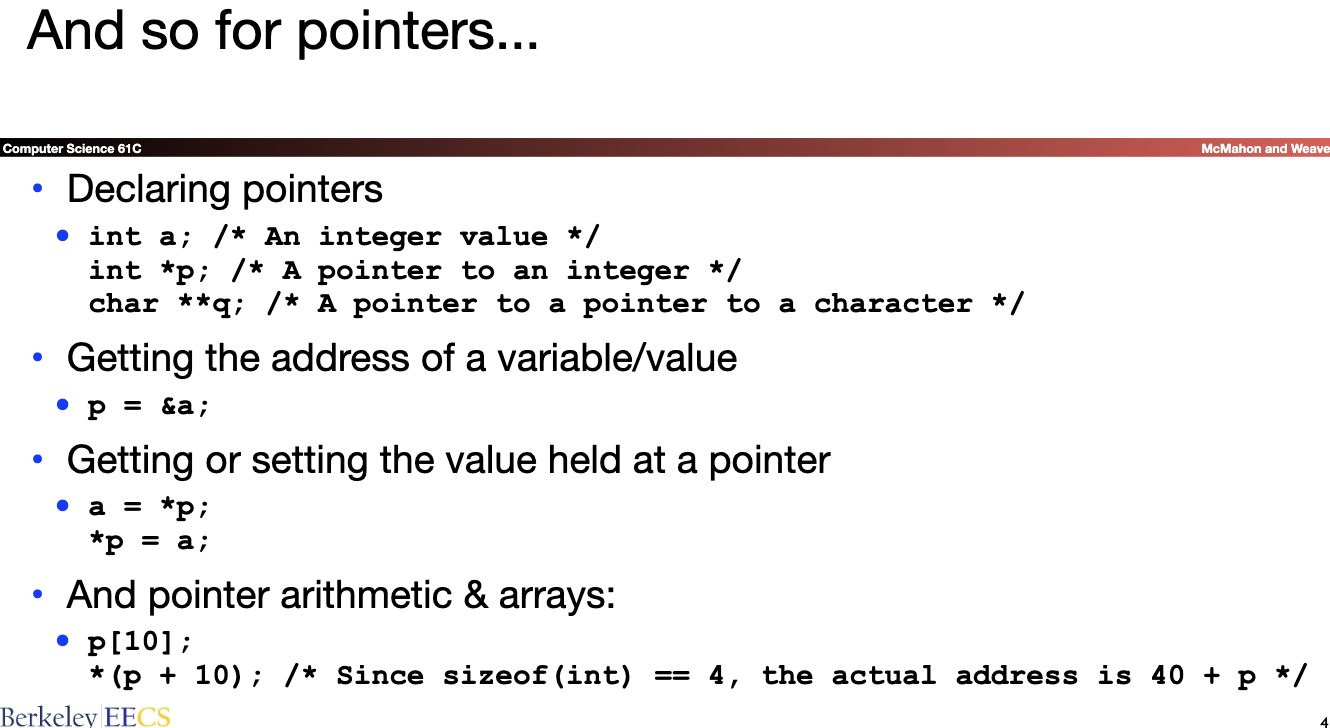 And so for pointers...
Computer Science 61C
McMahon and Weave
• Declaring pointers
• int a; /* An integer value */
int *p; /* A pointer to an integer */
char **q; /* A pointer to a pointer to a character */
• Getting the address of a variable/value
• p = &a;
• Getting or setting the value held at a pointer
• a = *p;
*p = a;
• And pointer arithmetic & arrays:
• p[10];
*(p + 10); /* Since sizeof(int) == 4, the actual address is 40 + p */
Berkeley EECS
4